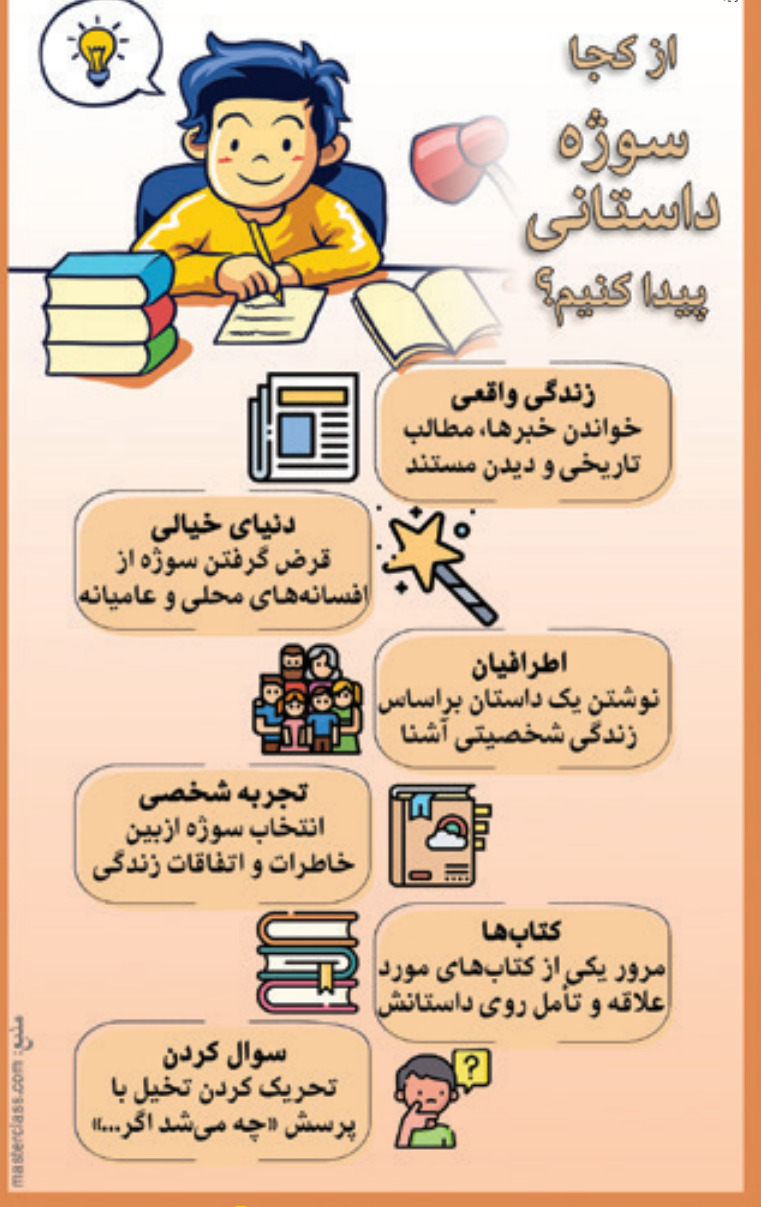 از کجا
سوژه
داستانی
پیدا کنیم؟
زندگی واقعی
خواندن خبرها، مطالب
تاریخی و دیدن مستند
دنیای خیالی
قرض گرفتن سوژه از
افسانه‌های محلی و عامیانه
اطرافیان
نوشتن یک داستان براساس
زندگی شخصیتی آشنا
تجربه شخصی
انتخاب سوژه ازبین
خاطرات و اتفاقات زندگی
کتاب‌ها
مرور یکی از کتاب‌های مورد
علاقه و تأمل روی داستانش
سوال کردن
تحریک کردن تخیل با
پرسش «چه می‌شد اگر...»
?
منبع: masterclass.com